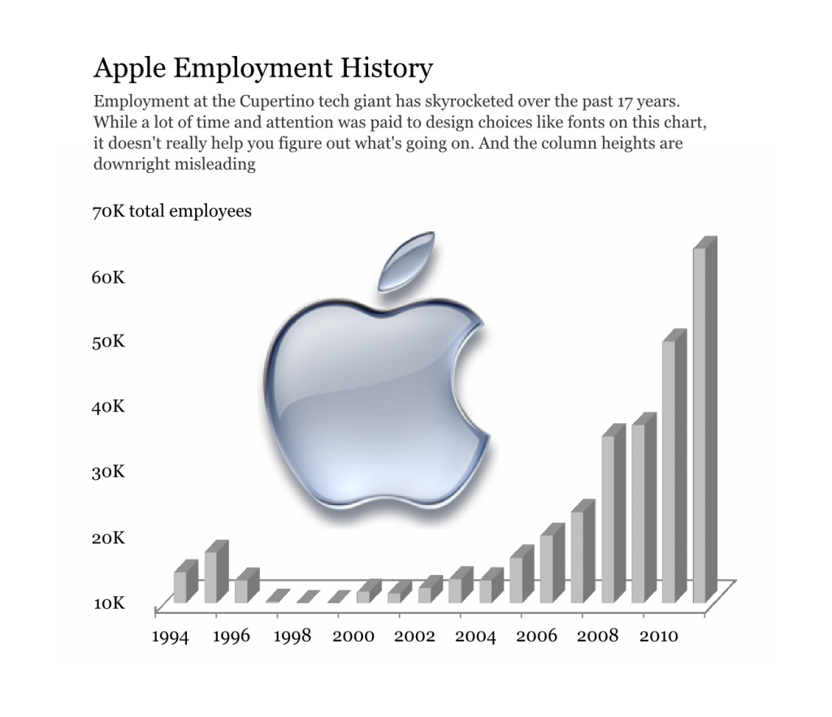 Apple Employment History
Employment at the Cupertino tech giant has skyrocketed over the past 17 years.
While a lot of time and attention was paid to design choices like fonts on this chart,
it doesn't really help you figure out what's going on. And the column heights are
downright misleading
70K total employees
60K
50K
40K
30K
20K
10K
1994 1996 1998 2000 2002 2004 2006 2008 2010